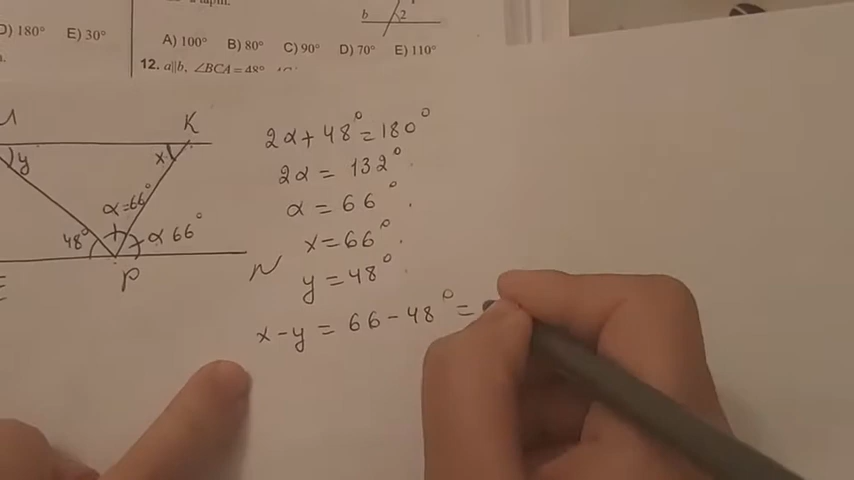 b 2
D) 180° E) 30°
A) 100° B) 80° C) 90° D) 70° E) 110°
12. a||b, ∠BCA = 48°
K
y x
α=66°
48° α 66°
P N
2α + 48° = 180°
2α = 132°
α = 66°.
x = 66°.
y = 48°
x - y = 66 - 48° =